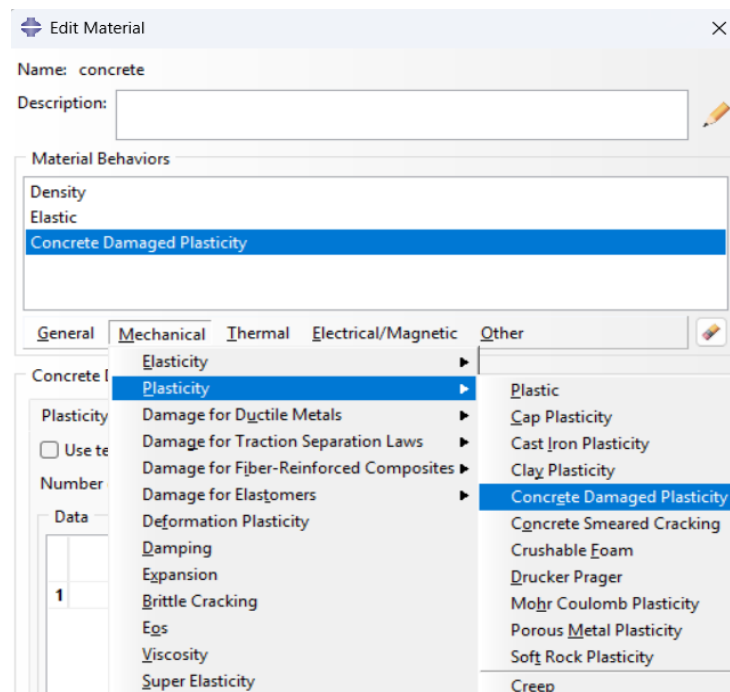 Edit Material
Name: concrete
Description:
Material Behaviors
Density
Elastic
Concrete Damaged Plasticity
General Mechanical Thermal Electrical/Magnetic Other
Elasticity
Concrete
Plasticity
Plastic
Plasticity
Damage for Ductile Metals
Cap Plasticity
Use te
Damage for Traction Separation Laws
Cast Iron Plasticity
Damage for Fiber-Reinforced Composites
Clay Plasticity
Number
Damage for Elastomers
Concrete Damaged Plasticity
Data
Deformation Plasticity
Concrete Smeared Cracking
Damping
Crushable Foam
Expansion
Drucker Prager
1
Brittle Cracking
Mohr Coulomb Plasticity
Eos
Porous Metal Plasticity
Viscosity
Soft Rock Plasticity
Super Elasticity
Creep